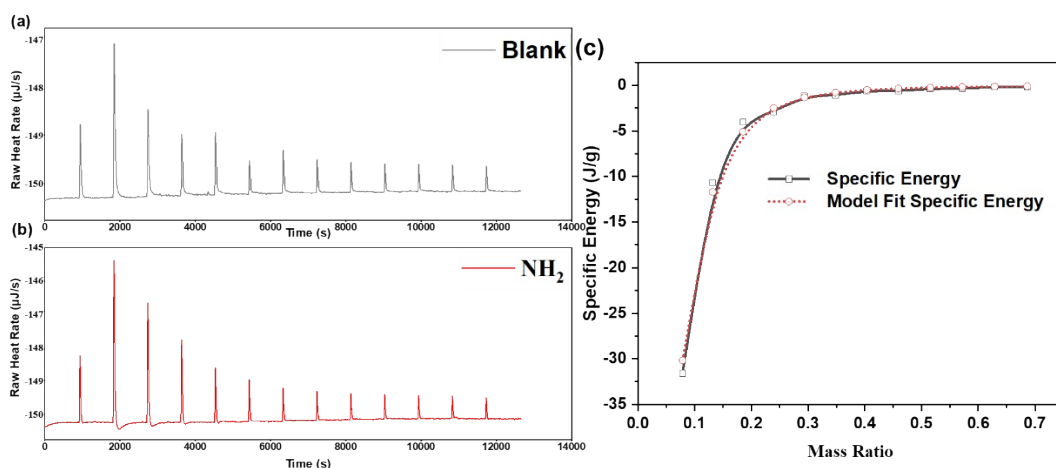 (a)
Blank
Raw Heat Rate (µJ/s)
-147
-148
-149
-150
0 2000 4000 6000 8000 10000 12000 14000
Time (s)
(b)
NH2
Raw Heat Rate (µJ/s)
-145
-146
-147
-148
-149
-150
0 2000 4000 6000 8000 10000 12000 14000
Time (s)
(c)
Specific Energy (J/g)
0
-5
-10
-15
-20
-25
-30
-35
Specific Energy
Model Fit Specific Energy
0.0 0.1 0.2 0.3 0.4 0.5 0.6 0.7
Mass Ratio